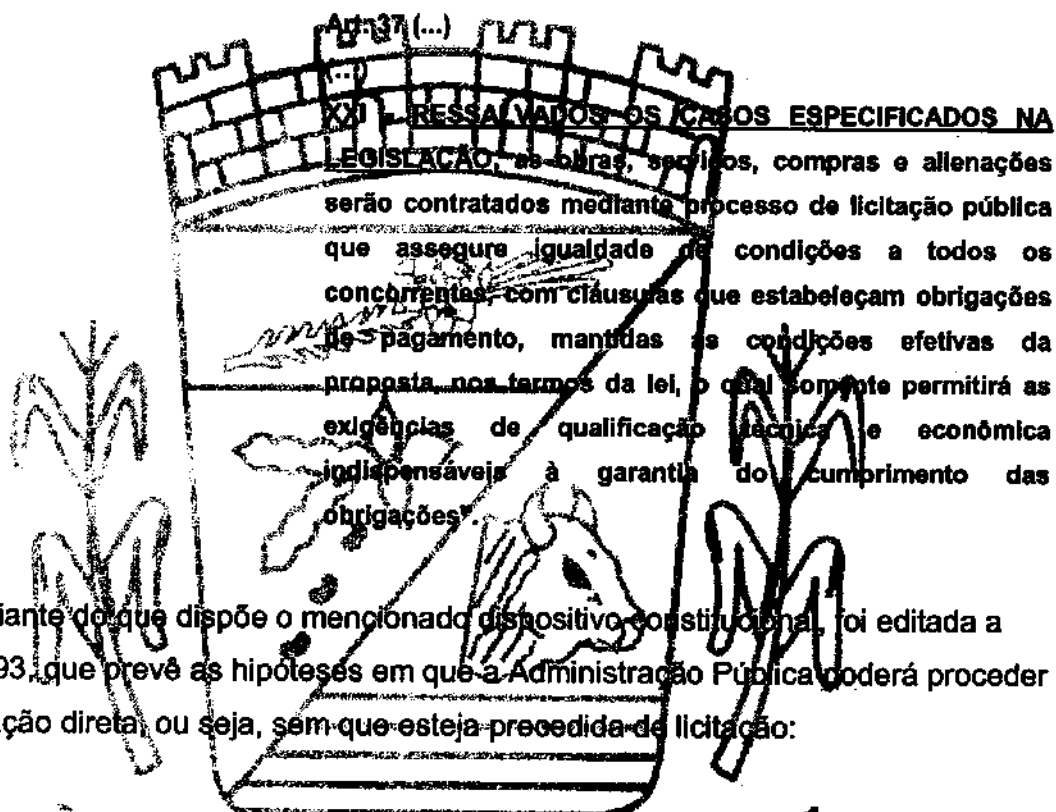 Art. 37 (...)
(...)
XXI - RESSALVADOS OS CASOS ESPECIFICADOS NA
LEGISLAÇÃO, as obras, serviços, compras e alienações
serão contratados mediante processo de licitação pública
que assegure igualdade de condições a todos os
concorrentes, com cláusulas que estabeleçam obrigações
de pagamento, mantidas as condições efetivas da
proposta, nos termos da lei, o qual somente permitirá as
exigências de qualificação técnica e econômica
indispensáveis à garantia do cumprimento das
obrigações".
iante do que dispõe o mencionado dispositivo constitucional, foi editada a
93, que prevê as hipóteses em que a Administração Pública poderá proceder
ção direta, ou seja, sem que esteja precedida de licitação: